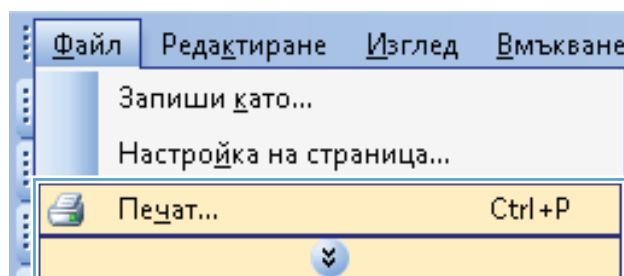 Файл Редактиране Изглед Вмъкване
Запиши като...
Настройка на страница...
Печат... Ctrl+P